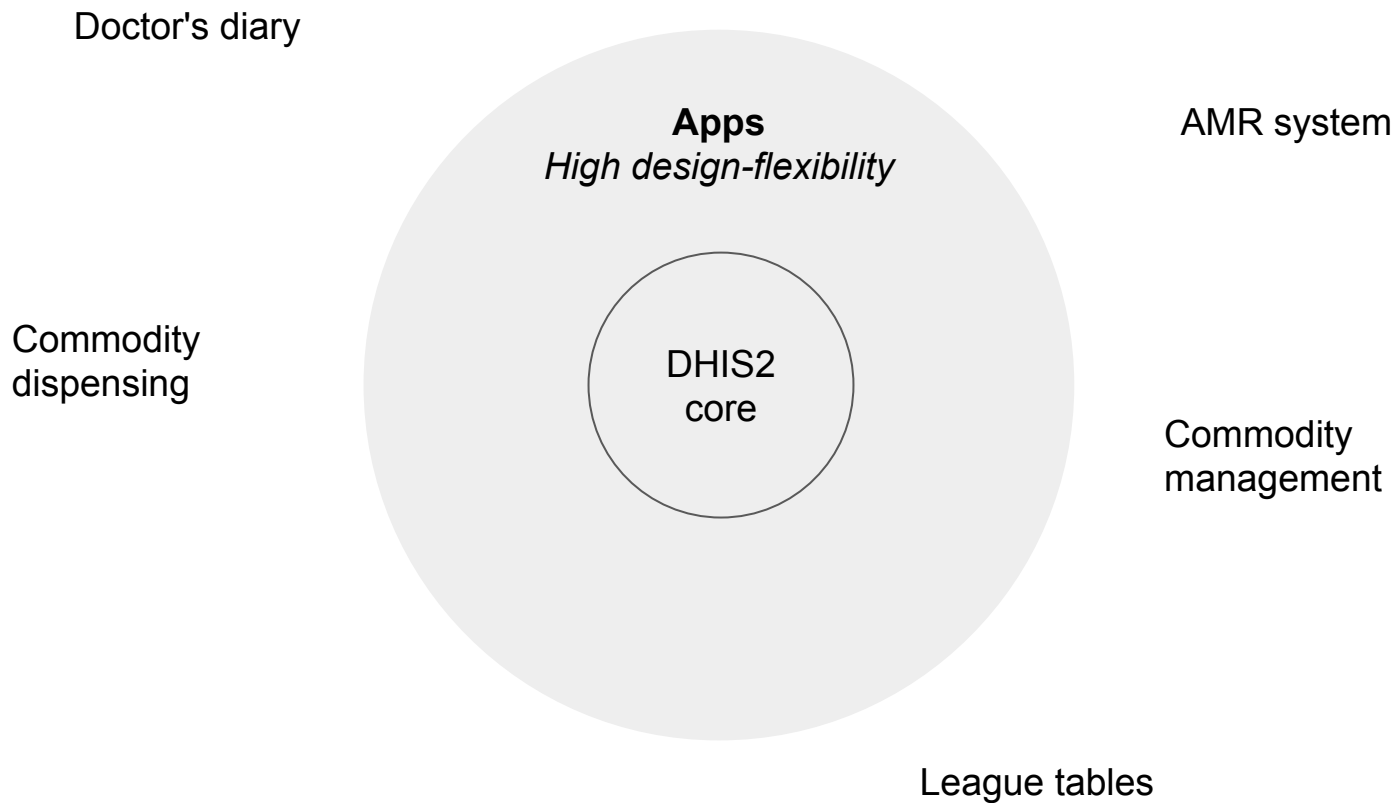 Doctor's diary
Apps
High design-flexibility
AMR system
Commodity
dispensing
DHIS2
core
Commodity
management
League tables